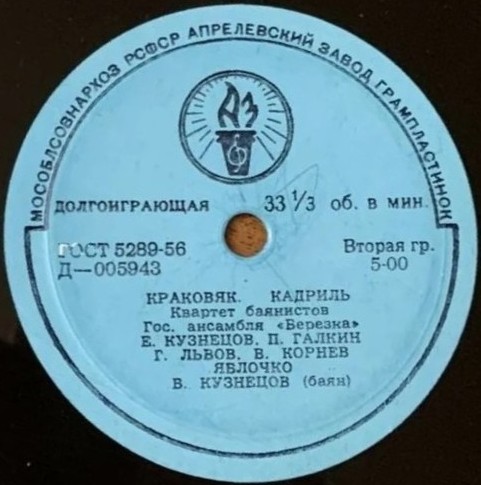 МОСОБЛСОВНАРХОЗ РСФСР АПРЕЛЕВСКИЙ ЗАВОД ГРАМПЛАСТИНОК
АЗ
ДОЛГОИГРАЮЩАЯ 33 1/3 об. в мин.
ГОСТ 5289-56 Вторая гр.
Д—005943 5-00
КРАКОВЯК. КАДРИЛЬ
Квартет баянистов
Гос. ансамбля «Березка»
Е. КУЗНЕЦОВ, П. ГАЛКИН
Г. ЛЬВОВ, В. КОРНЕВ
ЯБЛОЧКО
В. КУЗНЕЦОВ (баян)